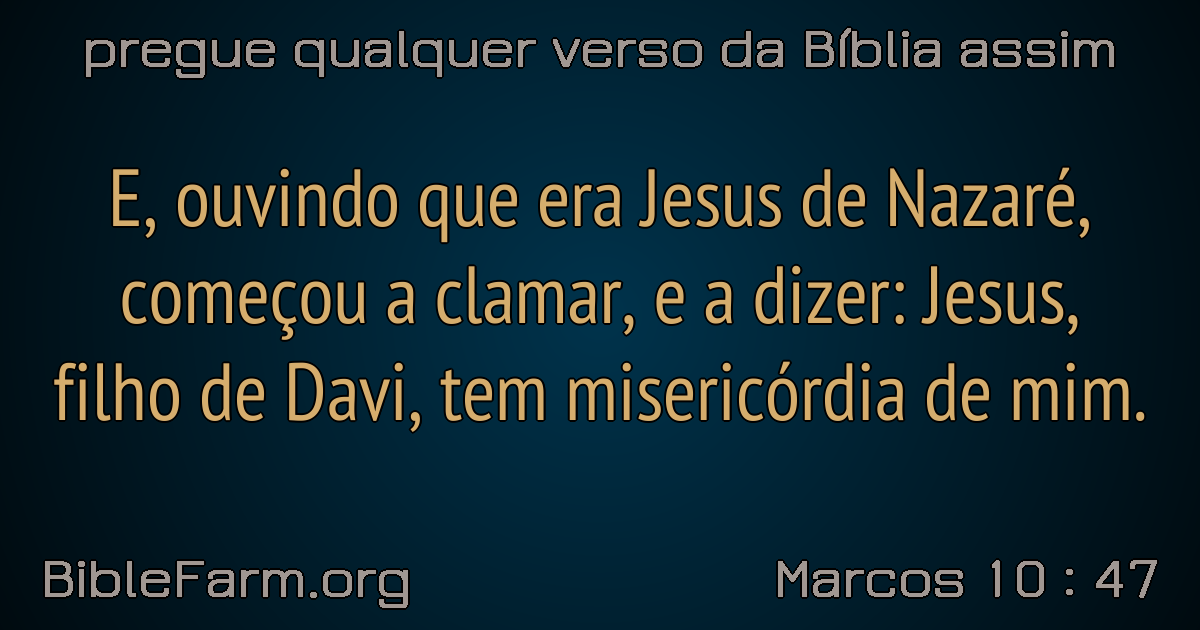 pregue qualquer verso da Bíblia assim
E, ouvindo que era Jesus de Nazaré,
começou a clamar, e a dizer: Jesus,
filho de Davi, tem misericórdia de mim.
BibleFarm.org
Marcos 10 : 47